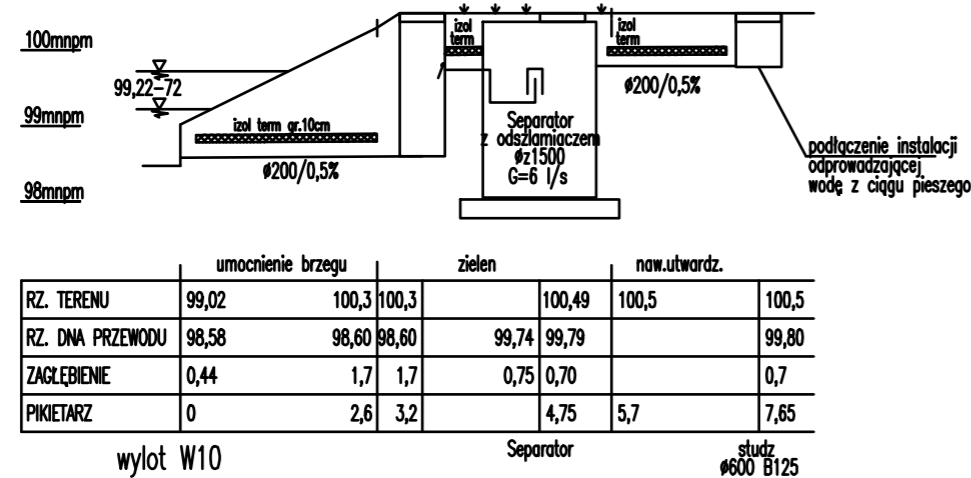 100mnpm
99,22-72
99mnpm
98mnpm
izol term gr.10cm
ø200/0,5%
izol
term
izol
term
Separator
z odszlamiaczem
øz1500
G=6 l/s
ø200/0,5%
podłączenie instalacji
odprowadzającej
wodę z ciągu pieszego
umocnienie brzegu zielen naw.utwardz.
RZ. TERENU 99,02 100,3 100,3 100,49 100,5 100,5
RZ. DNA PRZEWODU 98,58 98,60 98,60 99,74 99,79 99,80
ZAGŁĘBIENIE 0,44 1,7 1,7 0,75 0,70 0,7
PIKIETARZ 0 2,6 3,2 4,75 5,7 7,65
wylot W10
Separator
studz
ø600 B125